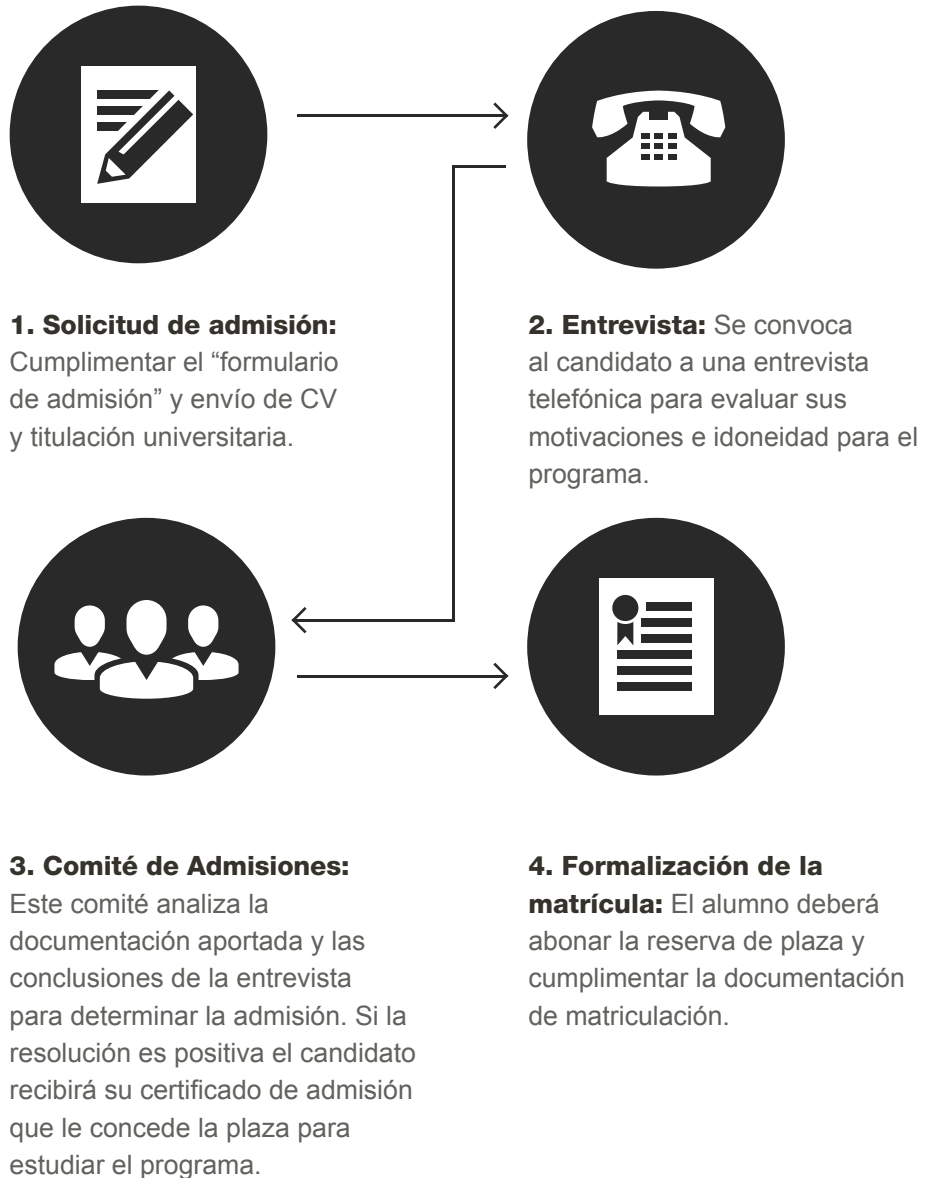 1. Solicitud de admisión:
Cumplimentar el “formulario
de admisión” y envío de CV
y titulación universitaria.
2. Entrevista: Se convoca
al candidato a una entrevista
telefónica para evaluar sus
motivaciones e idoneidad para el
programa.
3. Comité de Admisiones:
Este comité analiza la
documentación aportada y las
conclusiones de la entrevista
para determinar la admisión. Si la
resolución es positiva el candidato
recibirá su certificado de admisión
que le concede la plaza para
estudiar el programa.
4. Formalización de la
matrícula: El alumno deberá
abonar la reserva de plaza y
cumplimentar la documentación
de matriculación.